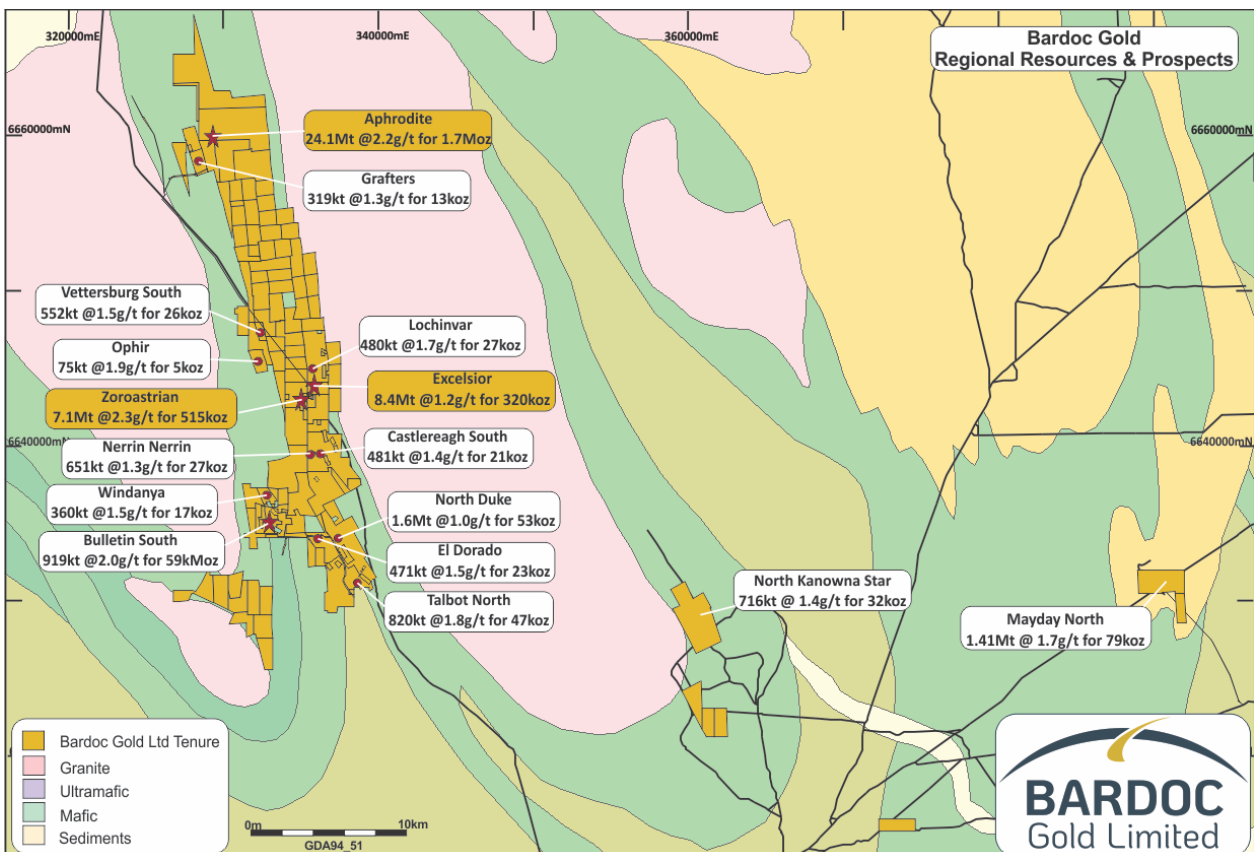 320000mE
340000mE
360000mE
Bardoc Gold
Regional Resources & Prospects
6660000mN
6660000mN
Aphrodite
24.1Mt @2.2g/t for 1.7Moz
Grafters
319kt @1.3g/t for 13koz
Vettersburg South
552kt @1.5g/t for 26koz
Lochinvar
480kt @1.7g/t for 27koz
Ophir
75kt @1.9g/t for 5koz
Excelsior
8.4Mt @1.2g/t for 320koz
Zoroastrian
7.1Mt @2.3g/t for 515koz
6640000mN
6640000mN
Castlereagh South
481kt @1.4g/t for 21koz
Nerrin Nerrin
651kt @1.3g/t for 27koz
Windanya
360kt @1.5g/t for 17koz
North Duke
1.6Mt @1.0g/t for 53koz
Bulletin South
919kt @2.0g/t for 59kMoz
El Dorado
471kt @1.5g/t for 23koz
Talbot North
820kt @1.8g/t for 47koz
North Kanowna Star
716kt @ 1.4g/t for 32koz
Mayday North
1.41Mt @ 1.7g/t for 79koz
Bardoc Gold Ltd Tenure
Granite
Ultramafic
Mafic
Sediments
0m
10km
GDA94_51
BARDOC
Gold Limited